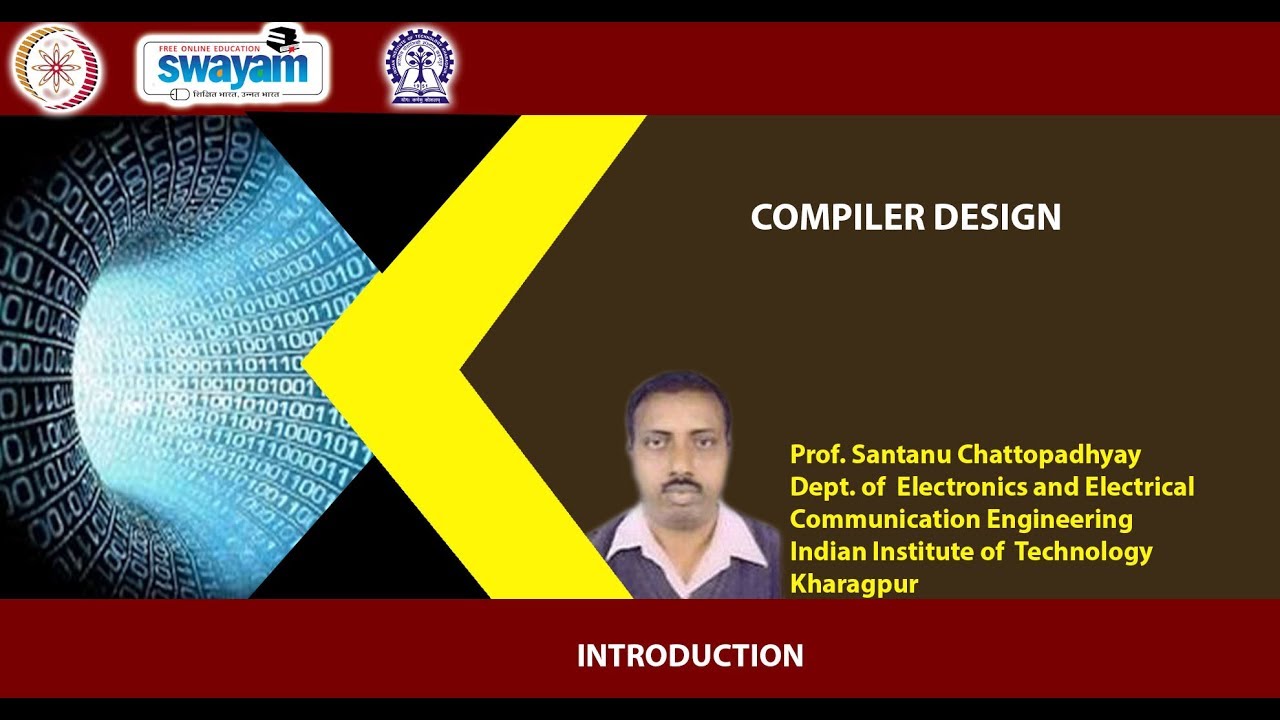 FREE ONLINE EDUCATION
swayam
शिक्षित भारत, उन्नत भारत
COMPILER DESIGN
Prof. Santanu Chattopadhyay
Dept. of Electronics and Electrical
Communication Engineering
Indian Institute of Technology
Kharagpur
INTRODUCTION